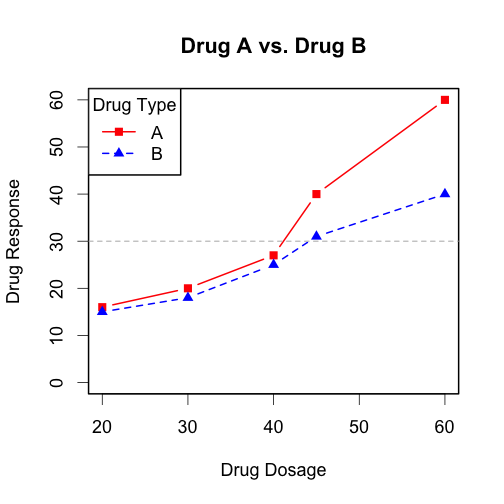 Drug A vs. Drug B
Drug Type
A
B
Drug Response
60
50
40
30
20
10
0
20 30 40 50 60
Drug Dosage